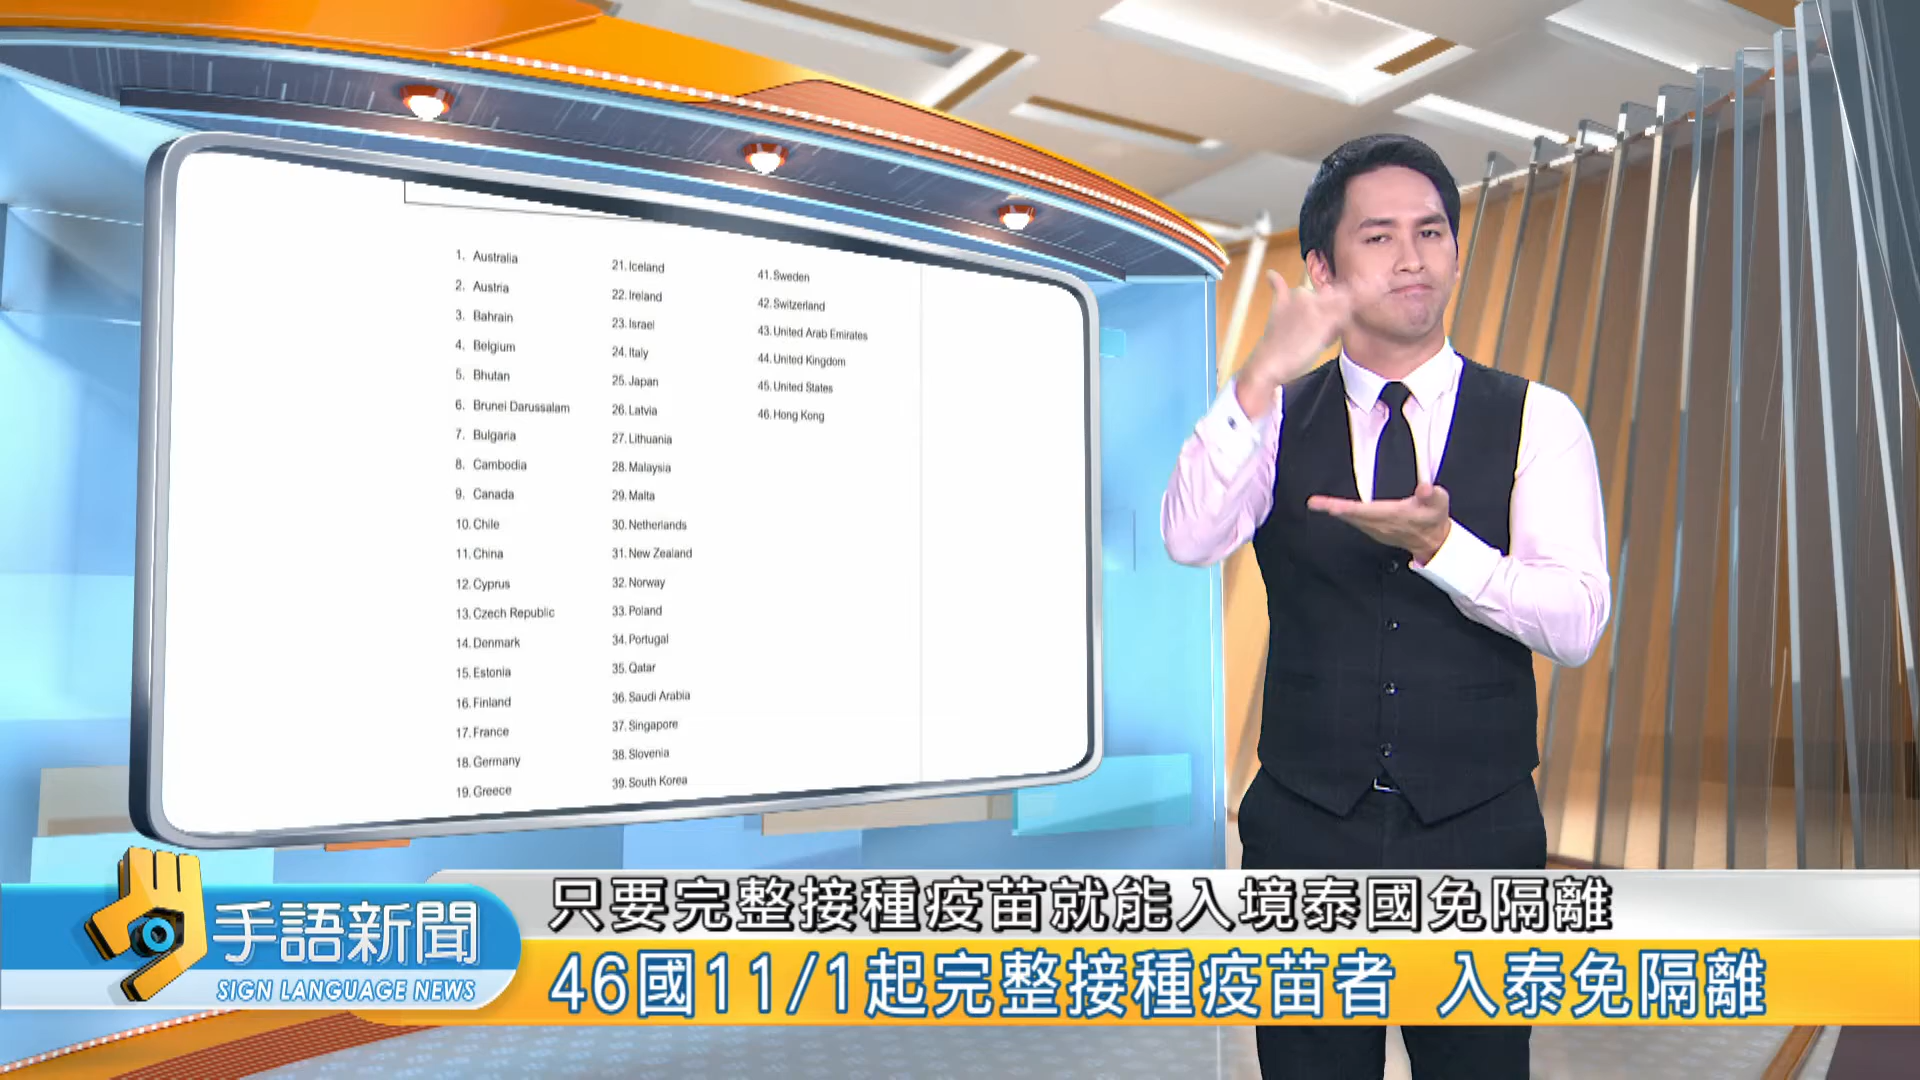 1. Australia
2. Austria
3. Bahrain
4. Belgium
5. Bhutan
6. Brunei Darussalam
7. Bulgaria
8. Cambodia
9. Canada
10. Chile
11. China
12. Cyprus
13. Czech Republic
14. Denmark
15. Estonia
16. Finland
17. France
18. Germany
19. Greece
21. Iceland
22. Ireland
23. Israel
24. Italy
25. Japan
26. Latvia
27. Lithuania
28. Malaysia
29. Malta
30. Netherlands
31. New Zealand
32. Norway
33. Poland
34. Portugal
35. Qatar
36. Saudi Arabia
37. Singapore
38. Slovenia
39. South Korea
41. Sweden
42. Switzerland
43. United Arab Emirates
44. United Kingdom
45. United States
46. Hong Kong
手語新聞
SIGN LANGUAGE NEWS
只要完整接種疫苗就能入境泰國免隔離
46國11/1起完整接種疫苗者 入泰免隔離